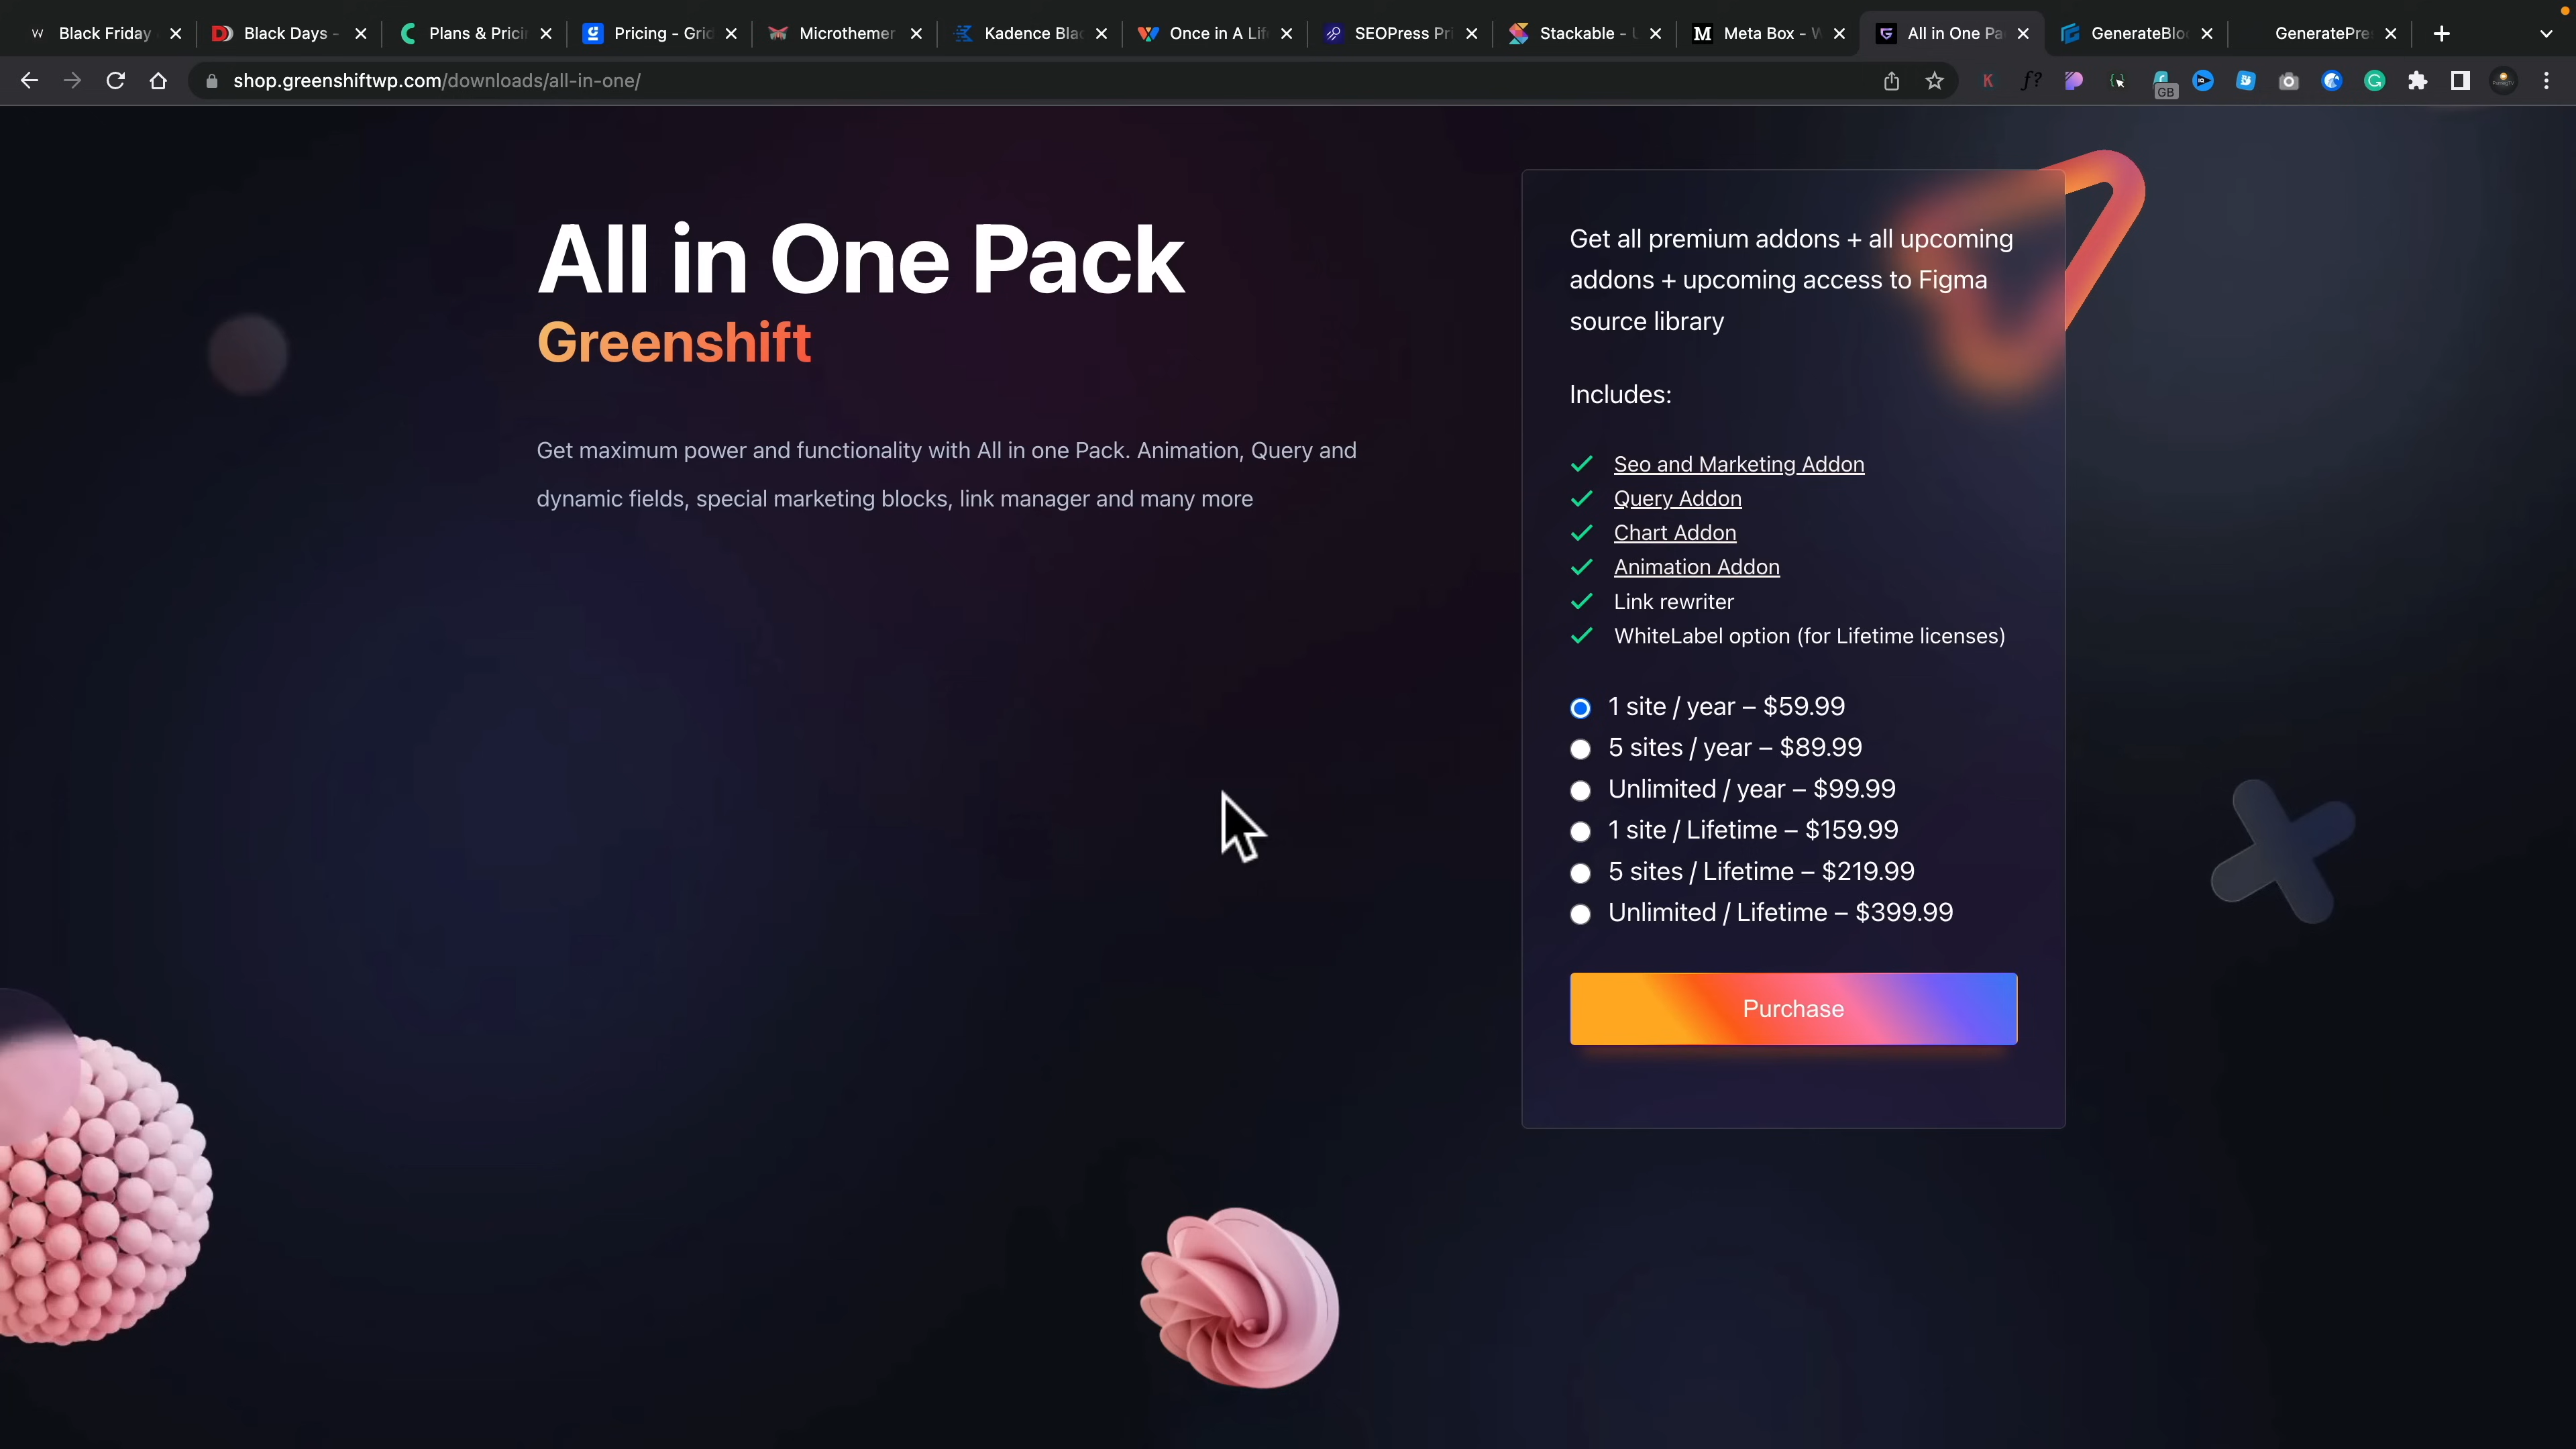 Black Friday
Black Days -
Plans & Prici
Pricing - Grid
Microthemer
Kadence Blac
Once in A Lif
SEOPress Pri
Stackable - U
Meta Box - W
All in One Pa
GenerateBlo
GeneratePre
shop.greenshiftwp.com/downloads/all-in-one/
GB
All in One Pack
Greenshift
Get maximum power and functionality with All in one Pack. Animation, Query and
dynamic fields, special marketing blocks, link manager and many more
Get all premium addons + all upcoming
addons + upcoming access to Figma
source library
Includes:
Seo and Marketing Addon
Query Addon
Chart Addon
Animation Addon
Link rewriter
WhiteLabel option (for Lifetime licenses)
1 site / year – $59.99
5 sites / year – $89.99
Unlimited / year – $99.99
1 site / Lifetime – $159.99
5 sites / Lifetime – $219.99
Unlimited / Lifetime – $399.99
Purchase